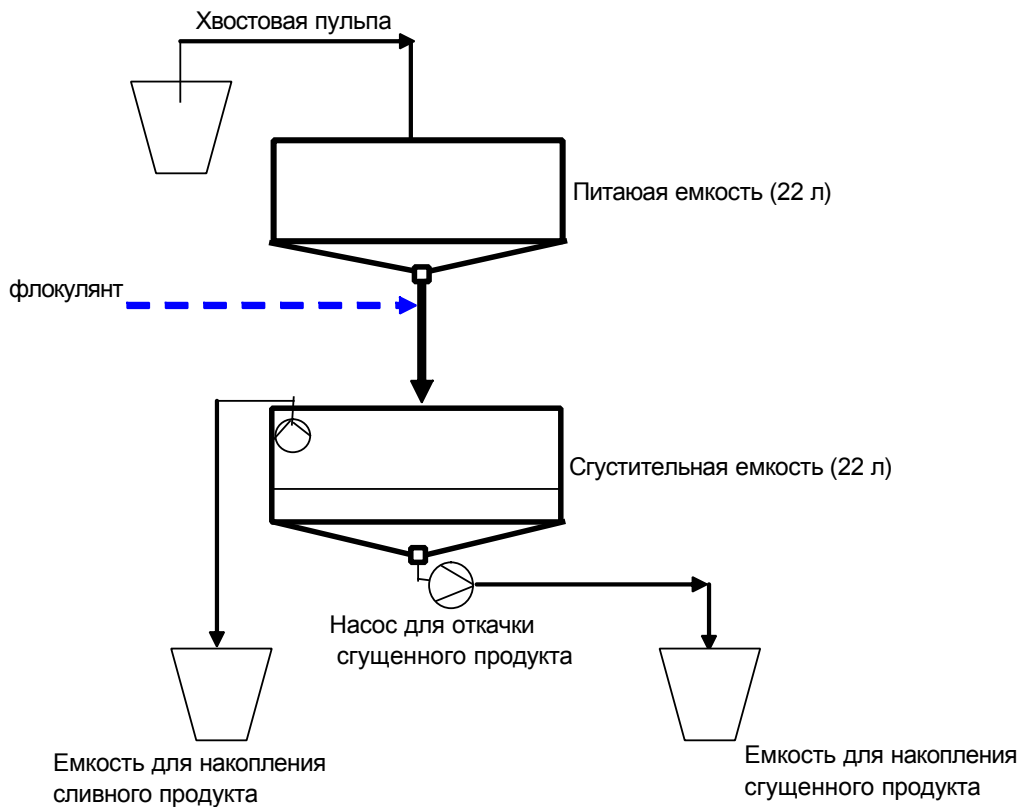 Хвостовая пульпа
Питаюая емкость (22 л)
флокулянт
Сгустительная емкость (22 л)
Насос для откачки
сгущенного продукта
Емкость для накопления
сливного продукта
Емкость для накопления
сгущенного продукта